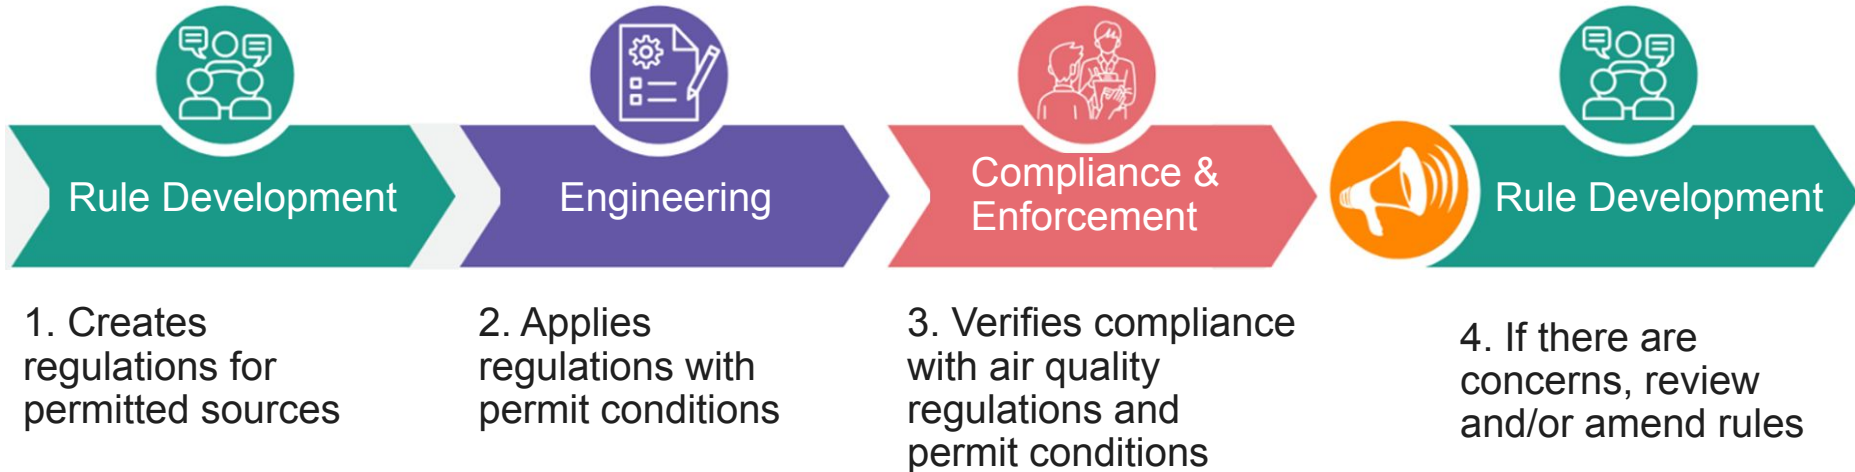 Rule Development
Engineering
Compliance &
Enforcement
Rule Development
1. Creates
regulations for
permitted sources
2. Applies
regulations with
permit conditions
3. Verifies compliance
with air quality
regulations and
permit conditions
4. If there are
concerns, review
and/or amend rules